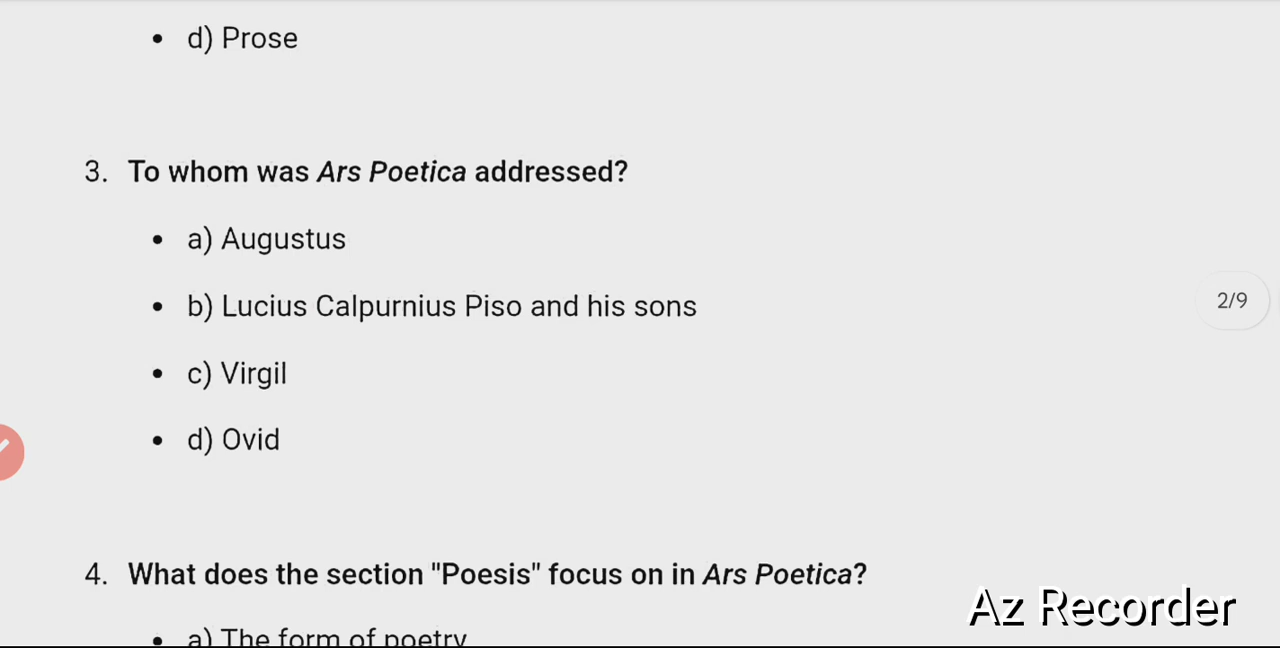 • d) Prose
3. To whom was Ars Poetica addressed?
• a) Augustus
• b) Lucius Calpurnius Piso and his sons
2/9
• c) Virgil
• d) Ovid
4. What does the section "Poesis" focus on in Ars Poetica?
Az Recorder
• a) The form of poetry